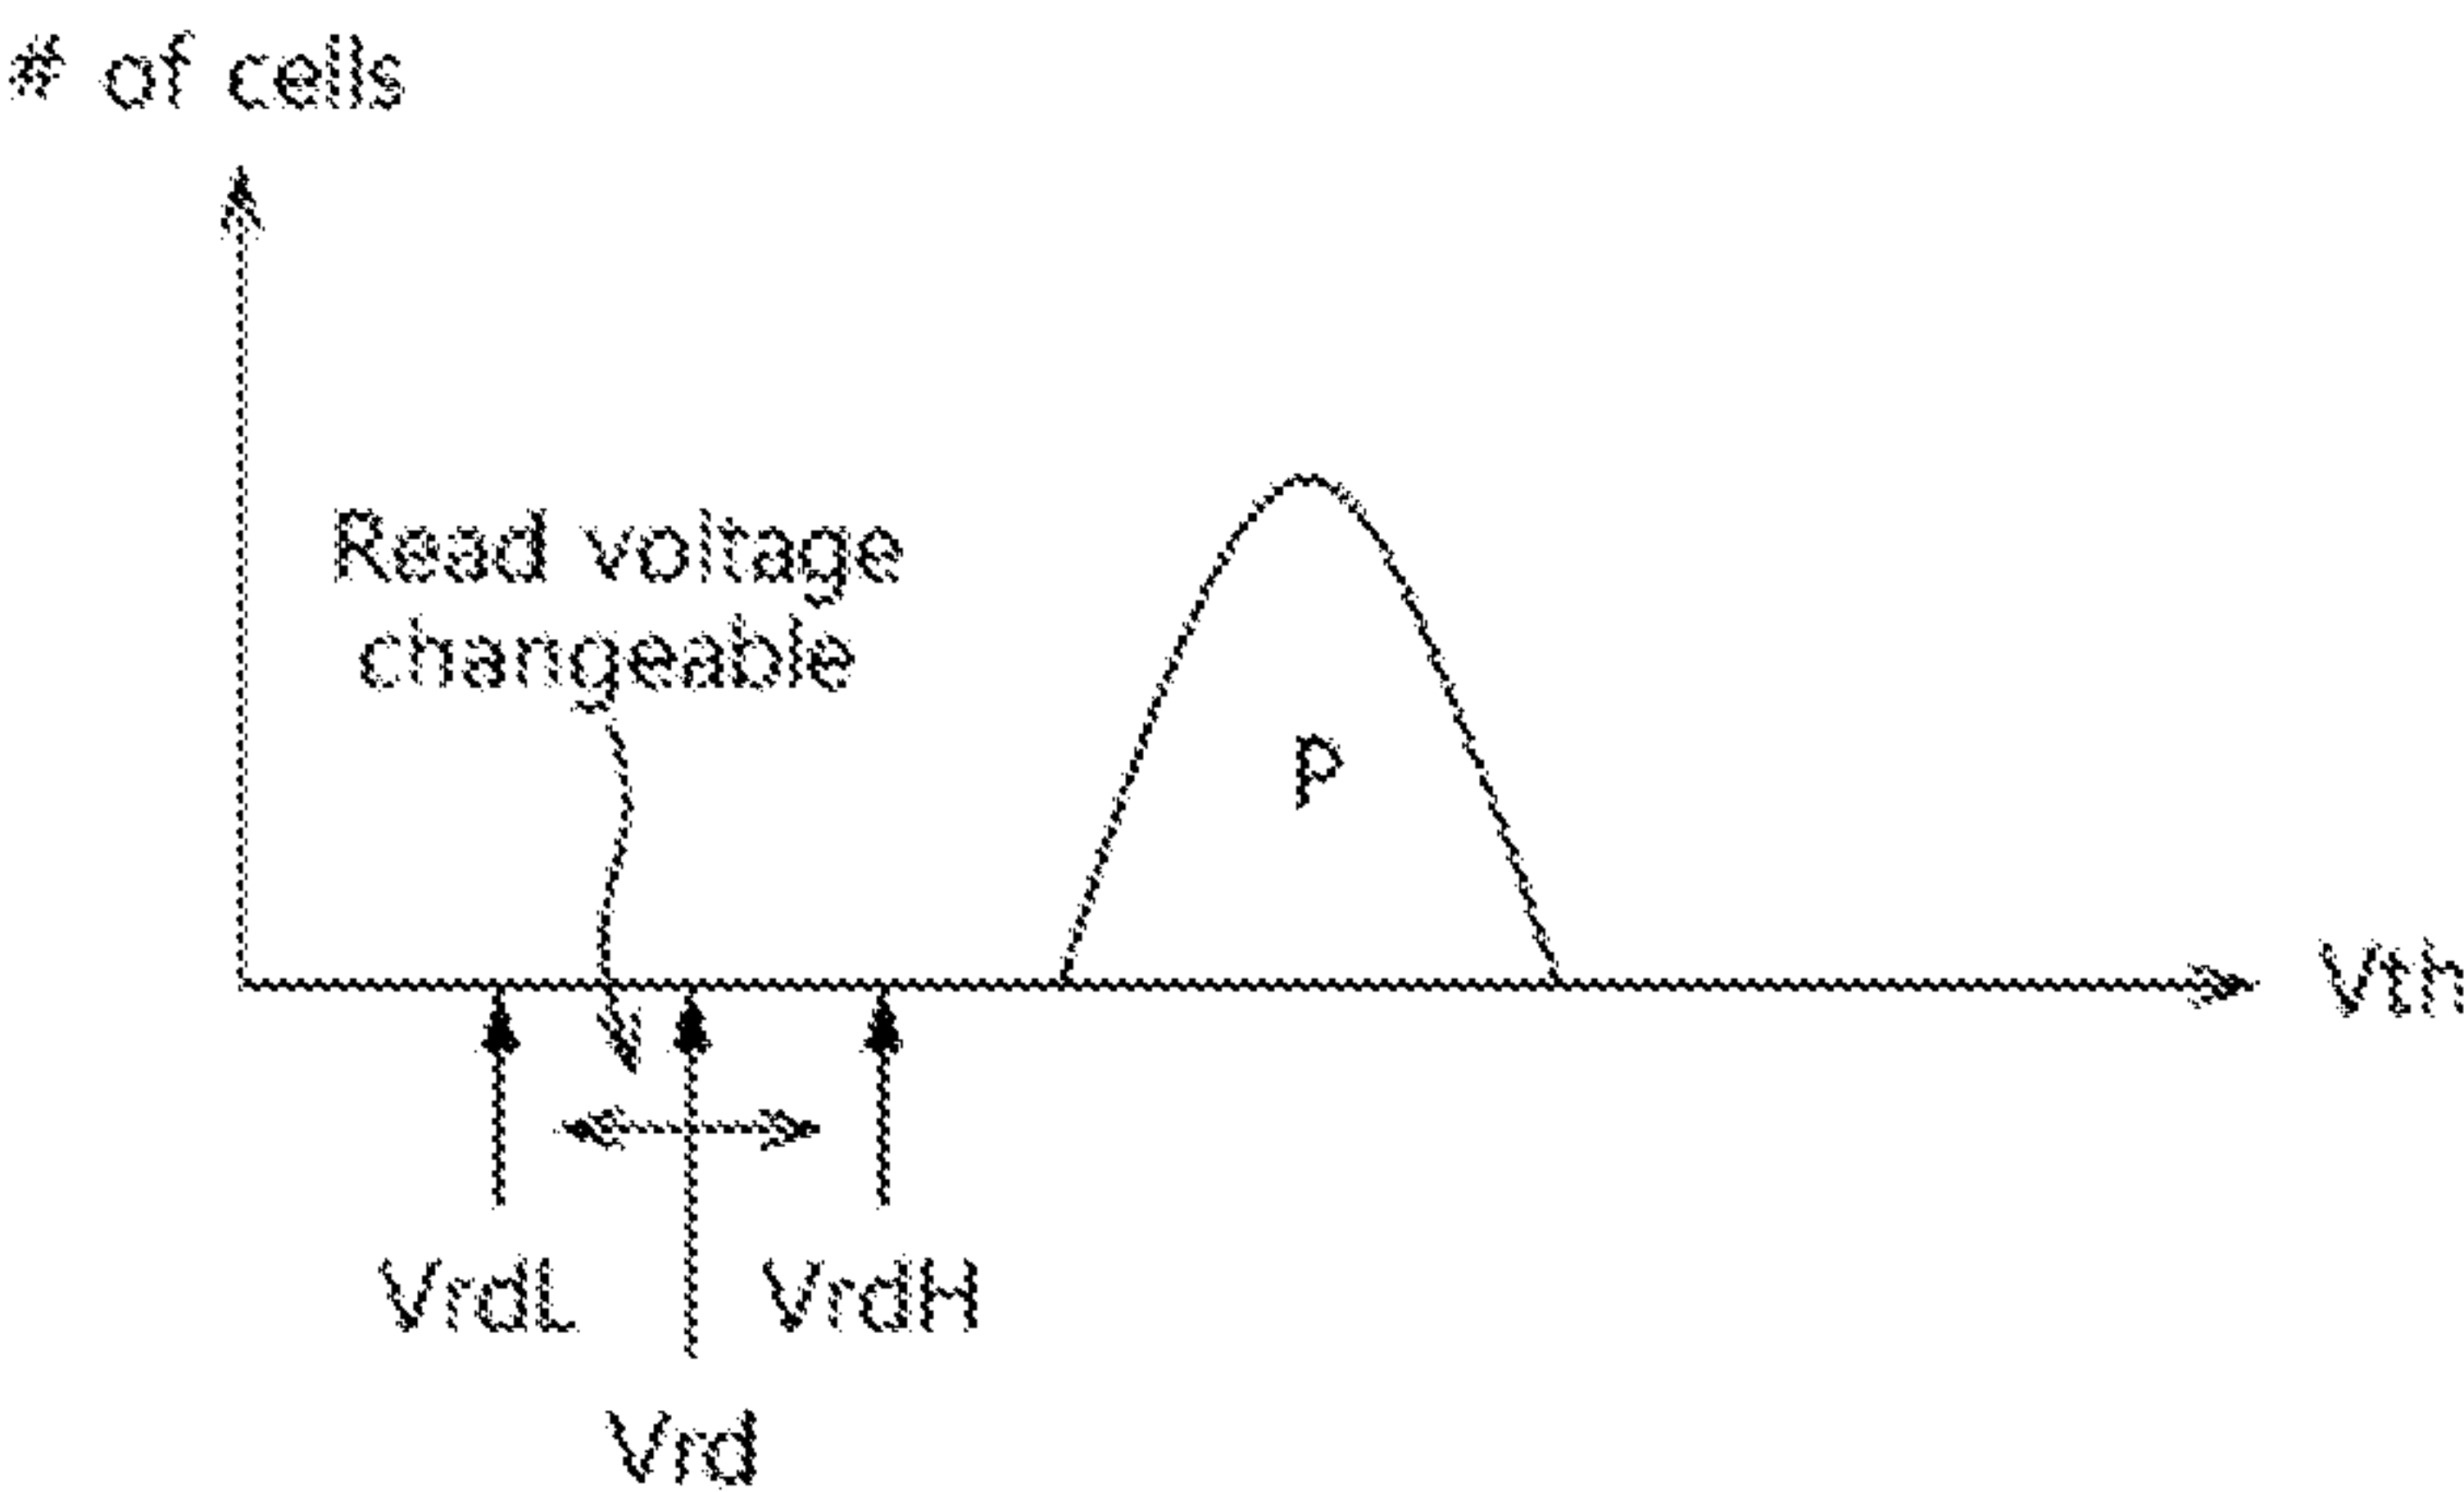 # of cells
Read voltage
changeable
P
Vth
VrdL
VrdH
Vrd